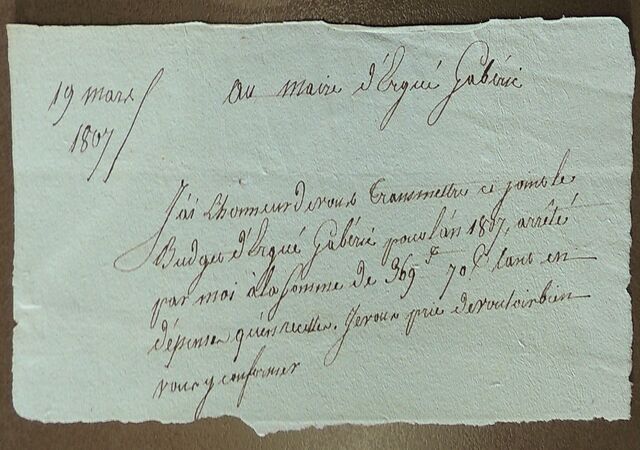 19 mars
1807
au maire d'Ergué Gabéric
J'ai l'honneur de vous transmettre ci joint le
Budget d'Ergué Gabéric pour l'an 1807, arrêté
par moi à la somme de 369 f 70 c tant en
dépense qu'en recettes. Je vous prie de vouloir bien
vous y conformer